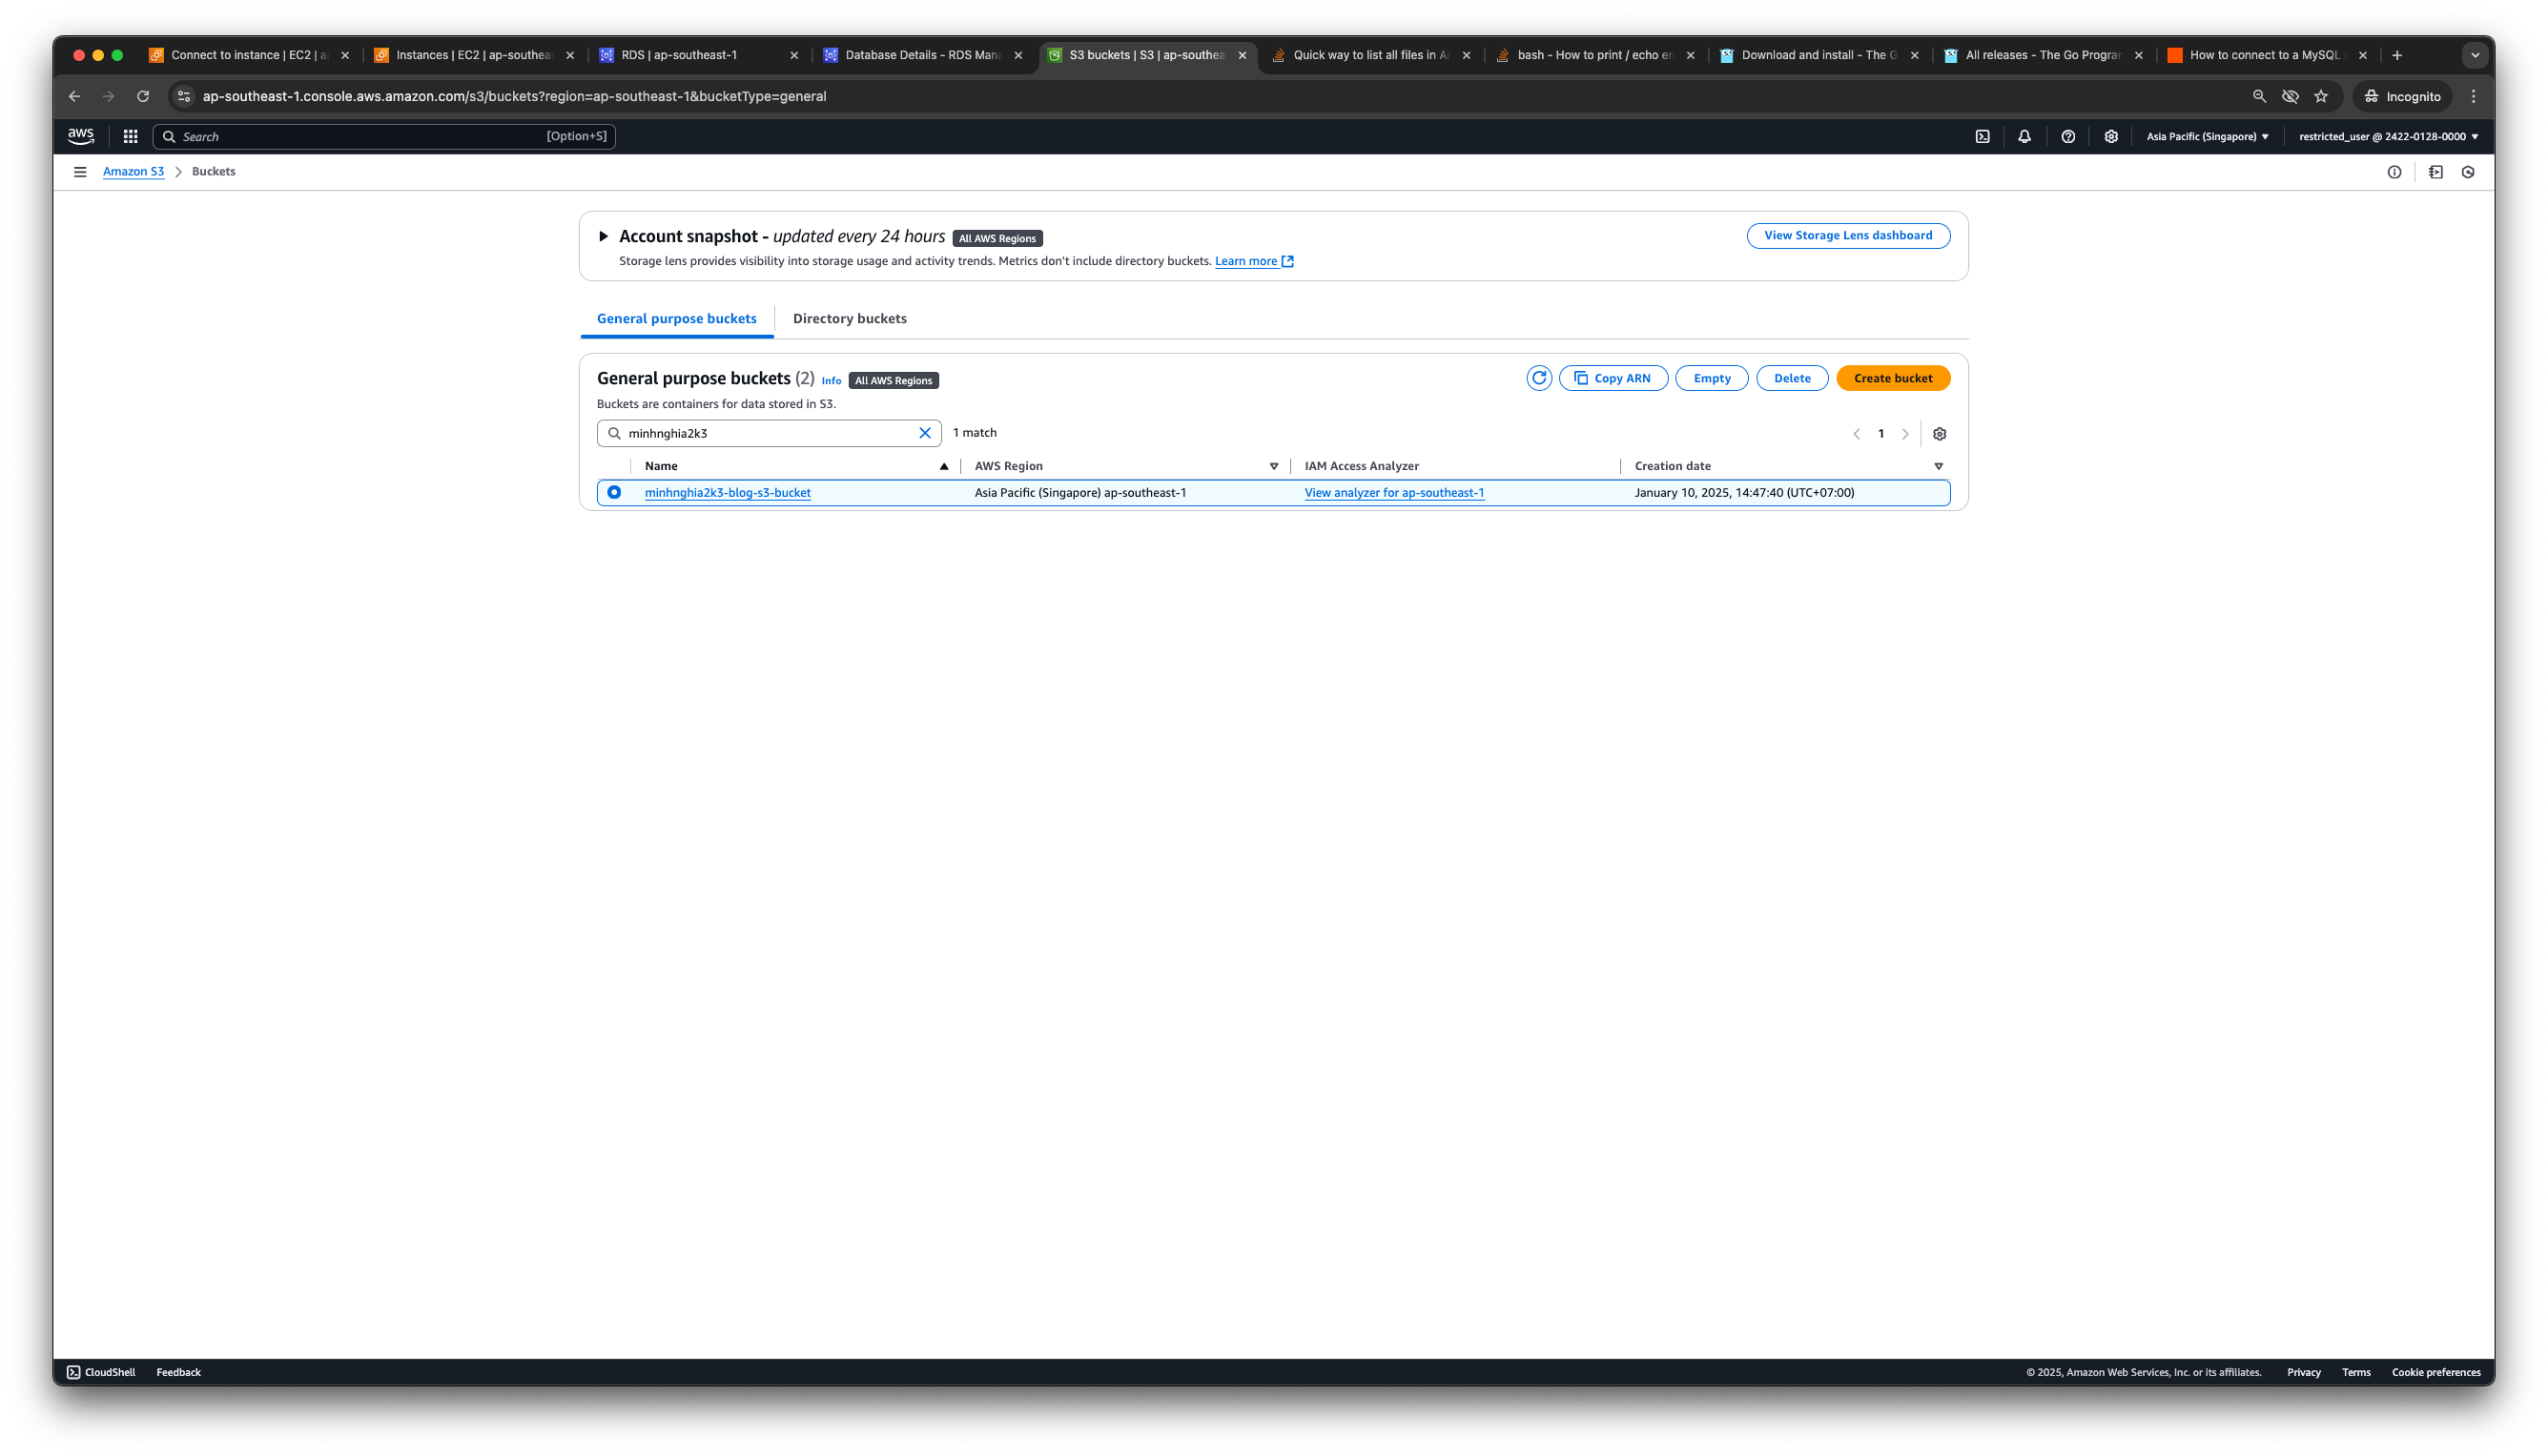 Connect to instance | EC2 | a
Instances | EC2 | ap-southea
RDS | ap-southeast-1
Database Details - RDS Mana
S3 buckets | S3 | ap-southea
Quick way to list all files in A
bash - How to print / echo en
Download and install - The G
All releases - The Go Progran
How to connect to a MySQL
ap-southeast-1.console.aws.amazon.com/s3/buckets?region=ap-southeast-1&bucketType=general
Incognito
aws
Search
[Option+S]
Asia Pacific (Singapore)
restricted_user @ 2422-0128-0000
Amazon S3
Buckets
Account snapshot - updated every 24 hours
All AWS Regions
View Storage Lens dashboard
Storage lens provides visibility into storage usage and activity trends. Metrics don't include directory buckets. Learn more
General purpose buckets
Directory buckets
General purpose buckets (2) Info
All AWS Regions
Copy ARN
Empty
Delete
Create bucket
Buckets are containers for data stored in S3.
minhnghia2k3
1 match
1
Name
AWS Region
IAM Access Analyzer
Creation date
minhnghia2k3-blog-s3-bucket
Asia Pacific (Singapore) ap-southeast-1
View analyzer for ap-southeast-1
January 10, 2025, 14:47:40 (UTC+07:00)
CloudShell
Feedback
© 2025, Amazon Web Services, Inc. or its affiliates.
Privacy
Terms
Cookie preferences